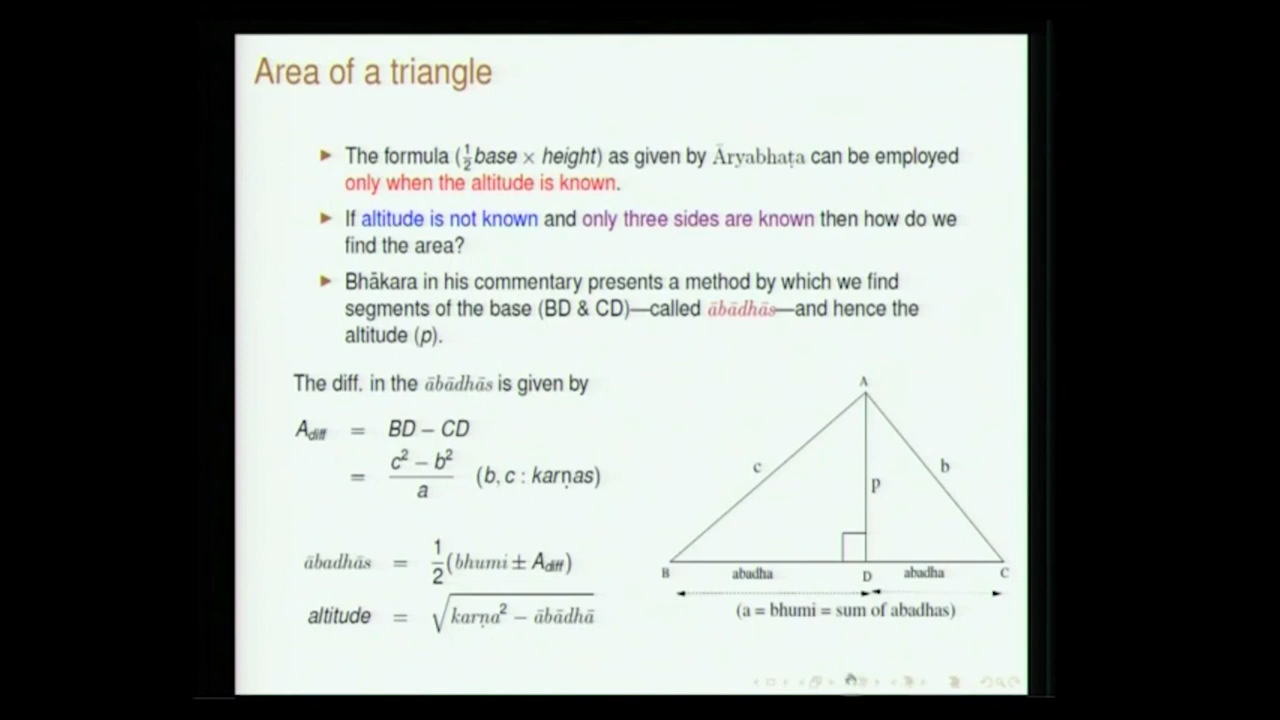 Area of a triangle
► The formula (½base × height) as given by Āryabhaṭa can be employed
only when the altitude is known.
► If altitude is not known and only three sides are known then how do we
find the area?
► Bhākara in his commentary presents a method by which we find
segments of the base (BD & CD)—called ābādhās—and hence the
altitude (p).
The diff. in the ābādhās is given by
A_diff = BD – CD
= (c² – b²)/a (b, c : karṇas)
ābadhās = 1/2 (bhumi ± A_diff)
altitude = √(karṇa² – ābādhā)
A
c
b
p
B
abadha
D
abadha
C
(a = bhumi = sum of abadhas)